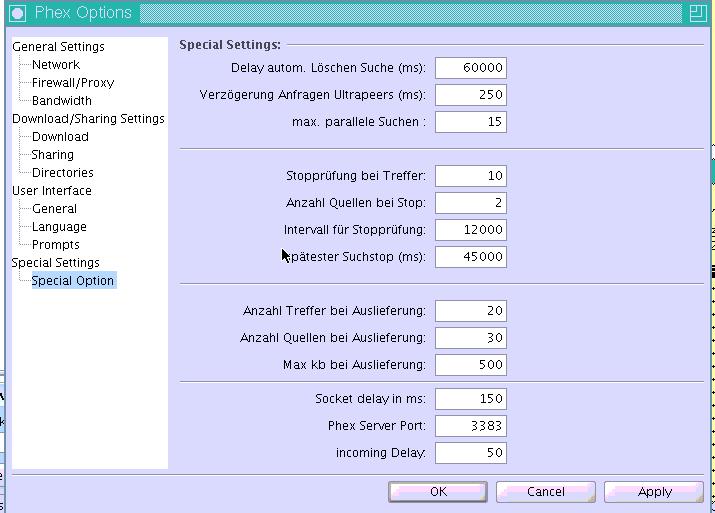 Phex Options
General Settings
Network
Firewall/Proxy
Bandwidth
Download/Sharing Settings
Download
Sharing
Directories
User Interface
General
Language
Prompts
Special Settings
Special Option
Special Settings:
Delay autom. Löschen Suche (ms): 60000
Verzögerung Anfragen Ultrapeers (ms): 250
max. parallele Suchen : 15
Stopprüfung bei Treffer: 10
Anzahl Quellen bei Stop: 2
Intervall für Stopprüfung: 12000
Spätester Suchstop (ms): 45000
Anzahl Treffer bei Auslieferung: 20
Anzahl Quellen bei Auslieferung: 30
Max kb bei Auslieferung: 500
Socket delay in ms: 150
Phex Server Port: 3383
incoming Delay: 50
OK Cancel Apply